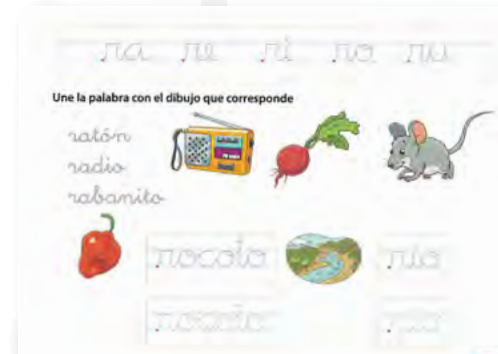 ra re ri ro ru
Une la palabra con el dibujo que corresponde
ratón
radio
rabanito
rocoto río
rocoto río